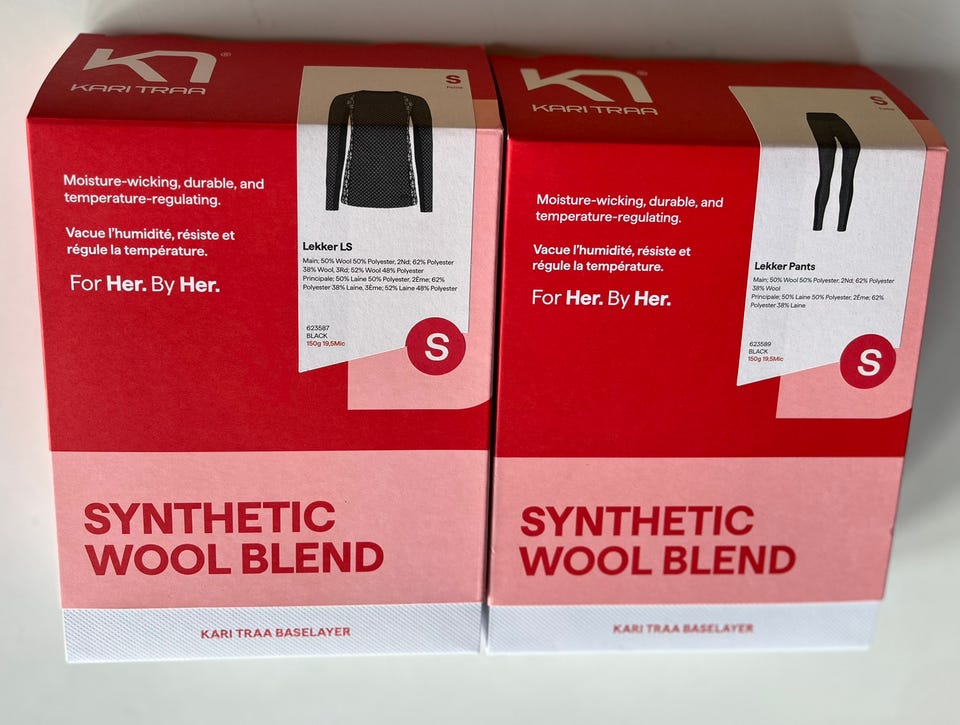 KARI TRAA®
S
Moisture-wicking, durable, and
temperature-regulating.
Vacue l'humidité, résiste et
régule la température.
For Her. By Her.
Lekker LS
Main; 50% Wool 50% Polyester, 2Nd; 62% Polyester
38% Wool, 3Rd; 52% Wool 48% Polyester
Principale; 50% Laine 50% Polyester, 2Ème; 62%
Polyester 38% Laine, 3Ème; 52% Laine 48% Polyester
623587
BLACK
150g 19,5Mic
S
SYNTHETIC
WOOL BLEND
KARI TRAA BASELAYER
KARI TRAA®
S
Moisture-wicking, durable, and
temperature-regulating.
Vacue l'humidité, résiste et
régule la température.
For Her. By Her.
Lekker Pants
Main; 50% Wool 50% Polyester, 2Nd; 62% Polyester
38% Wool
Principale; 50% Laine 50% Polyester, 2Ème; 62%
Polyester 38% Laine
623589
BLACK
150g 19,5Mic
S
SYNTHETIC
WOOL BLEND
KARI TRAA BASELAYER